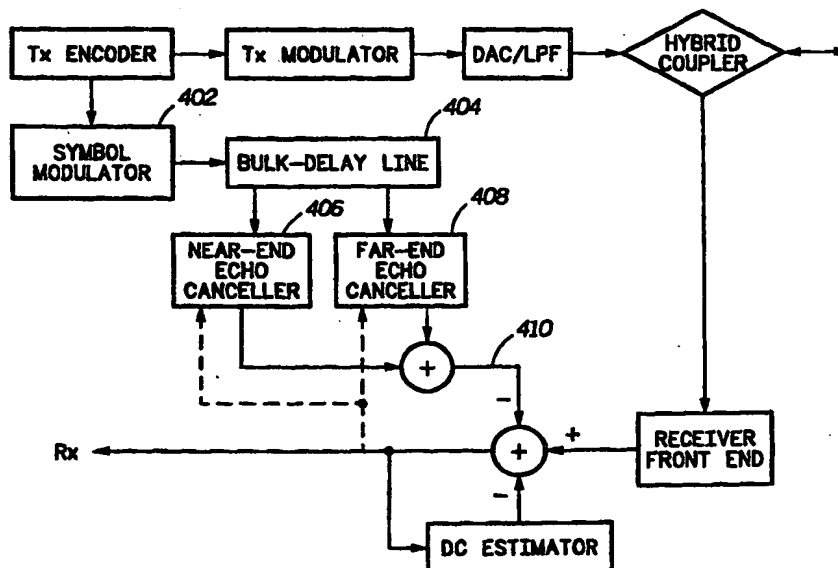 Tx ENCODER
Tx MODULATOR
DAC/LPF
HYBRID
COUPLER
402
404
SYMBOL
MODULATOR
BULK-DELAY LINE
406
408
NEAR-END
ECHO
CANCELLER
FAR-END
ECHO
CANCELLER
410
+
-
Rx
+
+
RECEIVER
FRONT END
-
DC ESTIMATOR